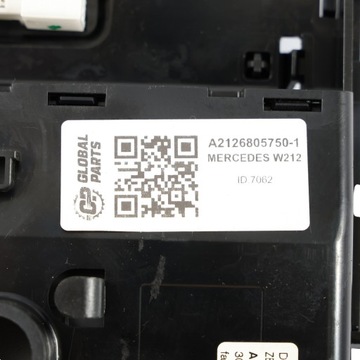 GLOBAL
PARTS
A2126805750-1
MERCEDES W212
ID 7062